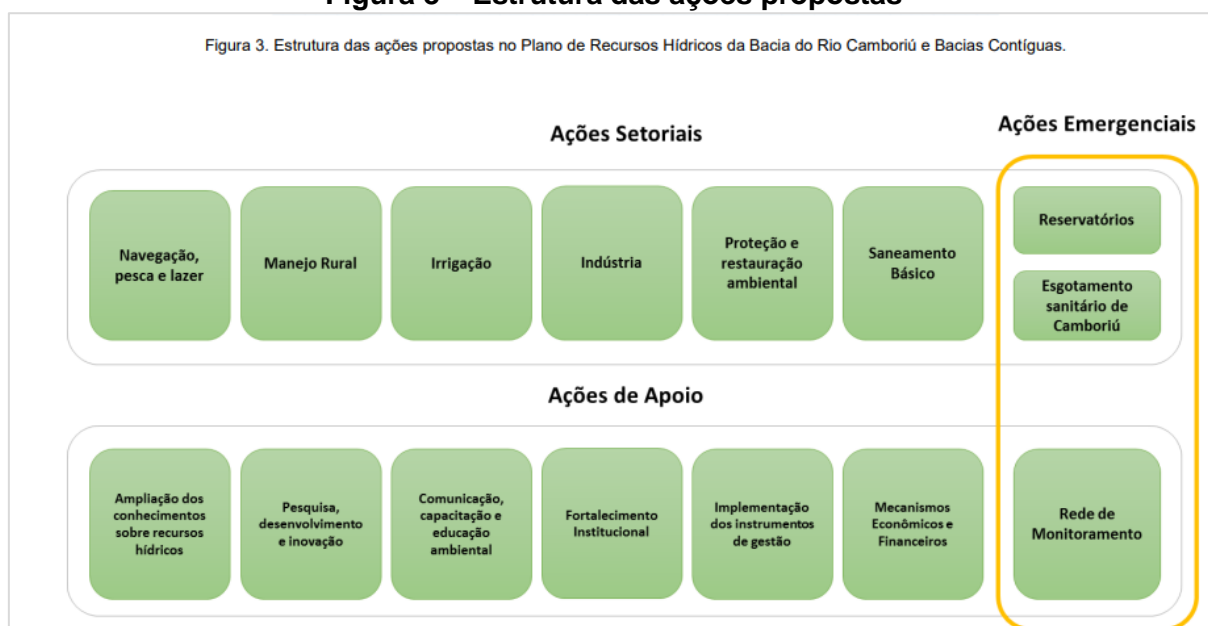 Figura 3 – Estrutura das ações propostas
Figura 3. Estrutura das ações propostas no Plano de Recursos Hídricos da Bacia do Rio Camboriú e Bacias Contíguas.
Ações Setoriais
Ações Emergenciais
Navegação,
pesca e lazer
Manejo Rural
Irrigação
Indústria
Proteção e
restauração
ambiental
Saneamento
Básico
Reservatórios
Esgotamento
sanitário de
Camboriú
Ações de Apoio
Ampliação dos
conhecimentos
sobre recursos
hídricos
Pesquisa,
desenvolvimento
e inovação
Comunicação,
capacitação e
educação
ambiental
Fortalecimento
Institucional
Implementação
dos instrumentos
de gestão
Mecanismos
Econômicos e
Financeiros
Rede de
Monitoramento